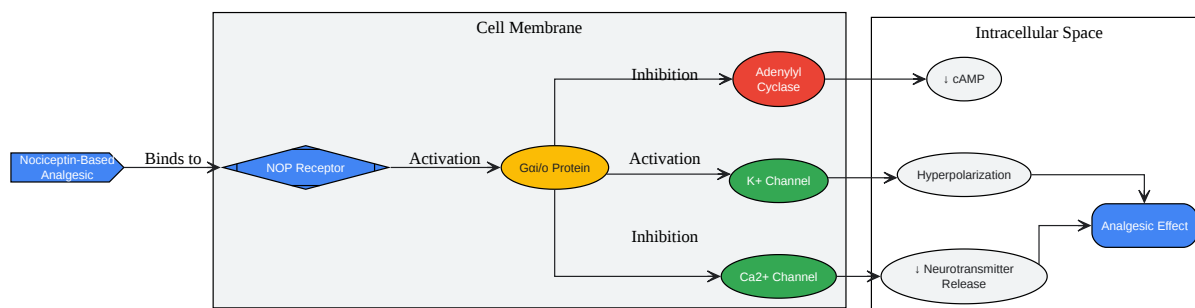 Cell Membrane
Intracellular Space
Inhibition
Adenylyl
Cyclase
↓ cAMP
Nociceptin-Based
Analgesic
Binds to
NOP Receptor
Activation
Gαi/o Protein
Activation
K+ Channel
Hyperpolarization
Analgesic Effect
Inhibition
Ca2+ Channel
↓ Neurotransmitter
Release